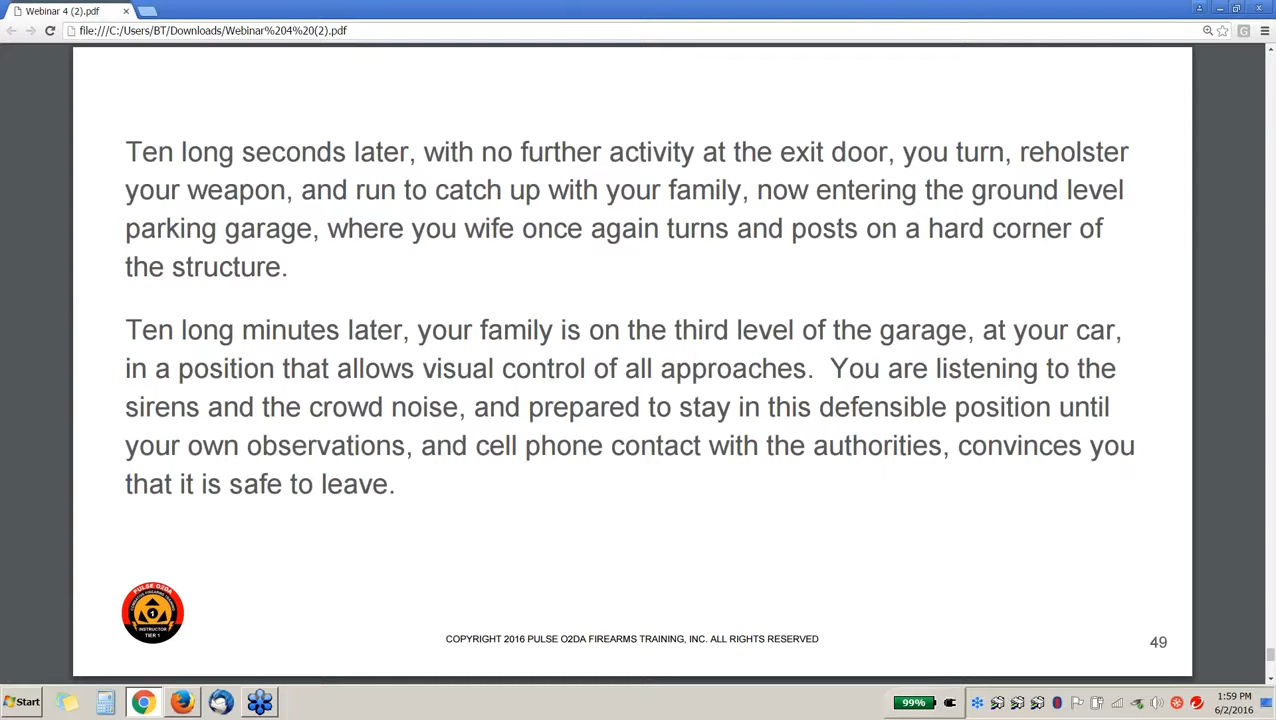 Webinar 4 (2).pdf
file:///C:/Users/BT/Downloads/Webinar%204%20(2).pdf
Ten long seconds later, with no further activity at the exit door, you turn, reholster
your weapon, and run to catch up with your family, now entering the ground level
parking garage, where you wife once again turns and posts on a hard corner of
the structure.
Ten long minutes later, your family is on the third level of the garage, at your car,
in a position that allows visual control of all approaches.  You are listening to the
sirens and the crowd noise, and prepared to stay in this defensible position until
your own observations, and cell phone contact with the authorities, convinces you
that it is safe to leave.
PULSE O2DA
INSTRUCTOR
TIER 1
1
COPYRIGHT 2016 PULSE O2DA FIREARMS TRAINING, INC. ALL RIGHTS RESERVED
49
Start
99%
1:59 PM
6/2/2016